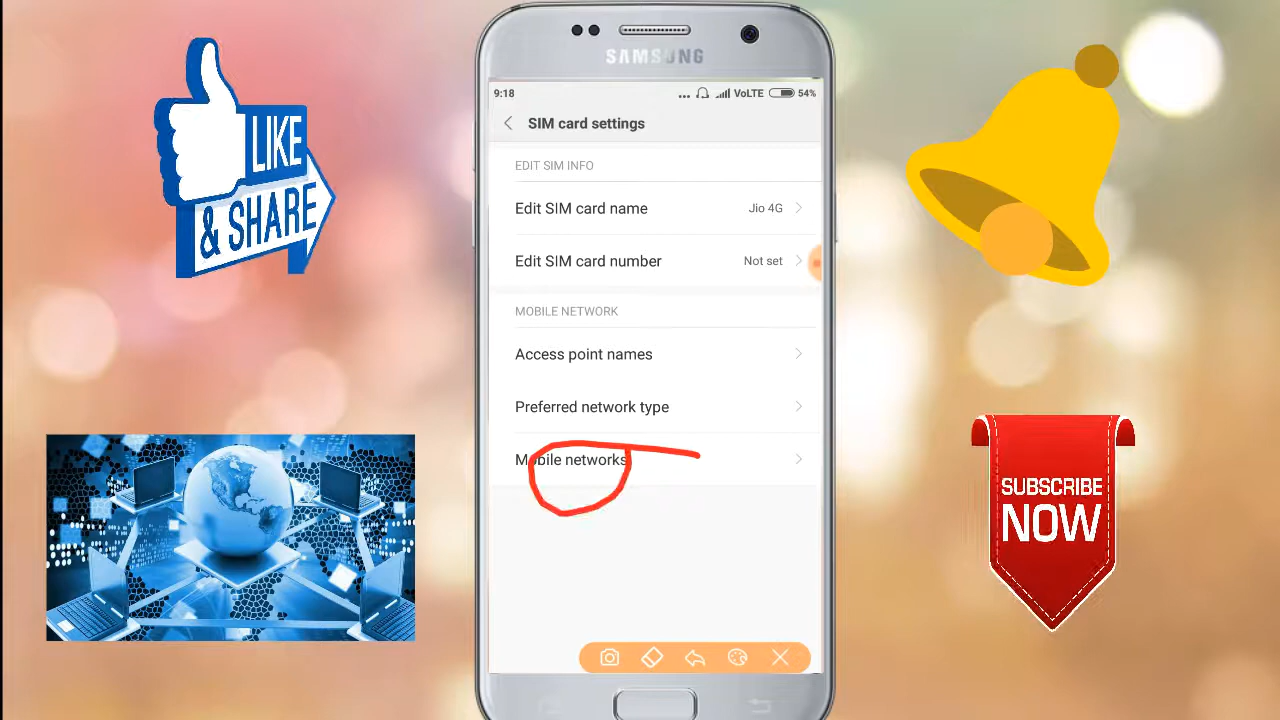 LIKE
& SHARE
SAMSUNG
9:18 ... VoLTE 54%
SIM card settings
EDIT SIM INFO
Edit SIM card name Jio 4G
Edit SIM card number Not set
MOBILE NETWORK
Access point names
Preferred network type
Mobile networks
SUBSCRIBE
NOW